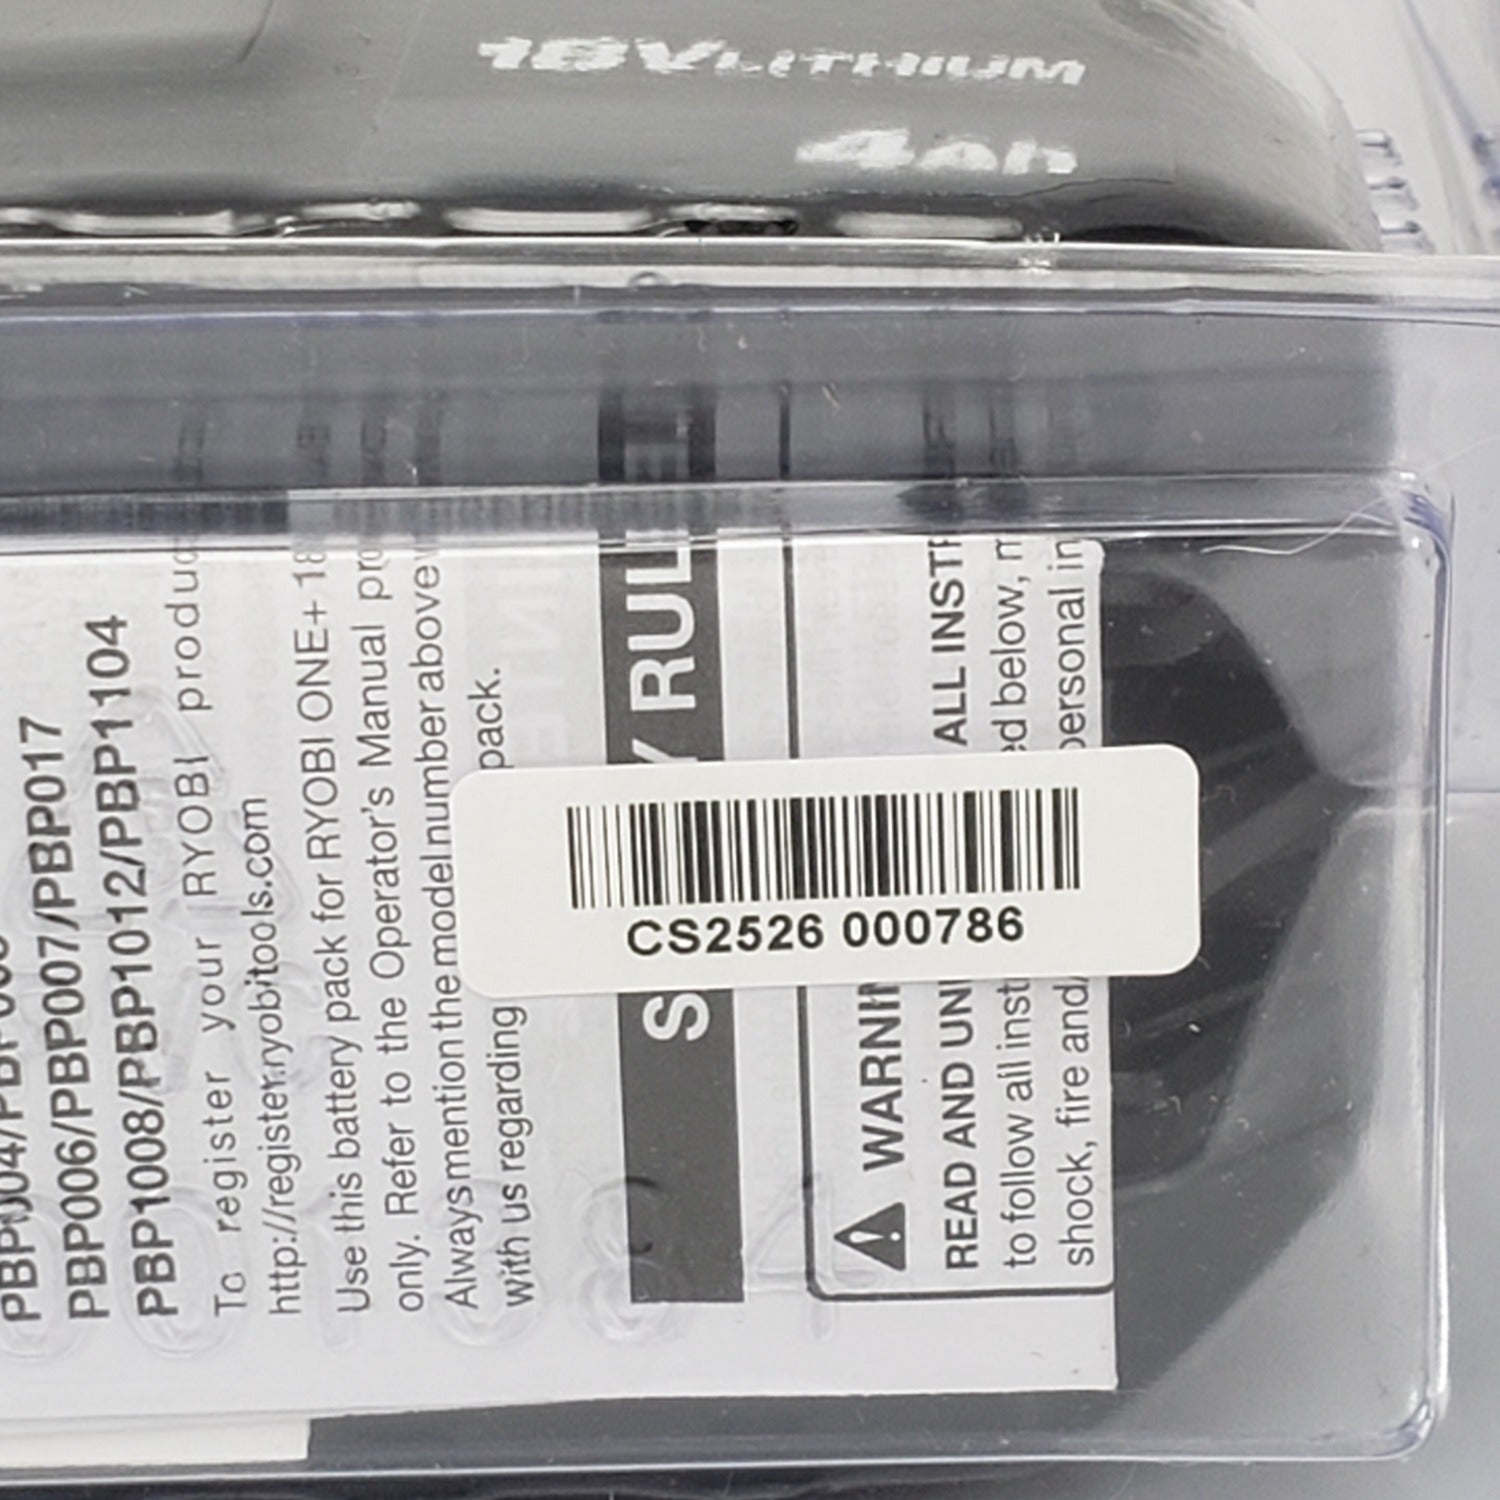 18V LITHIUM
4Ah
PBP006/PBP007/PBP017
PBP1008/PBP1012/PBP1104
To register your RYOBI
http://register.ryobitools.com
Use this battery pack for RYOBI ONE+ 18
only. Refer to the Operator's Manual
Always mention the model number above
with us regarding pack.
RUL
WARNIN
READ AND UN ALL INSTR
to follow all inst ed below,
shock, fire and/ personal in
CS2526 000786